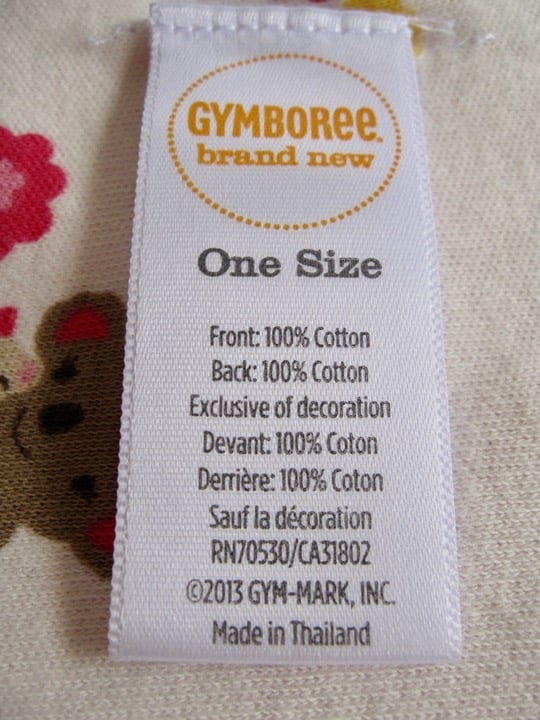 GYMBOREE
brand new
One Size
Front: 100% Cotton
Back: 100% Cotton
Exclusive of decoration
Devant: 100% Coton
Derrière: 100% Coton
Sauf la décoration
RN70530/CA31802
©2013 GYM-MARK, INC.
Made in Thailand